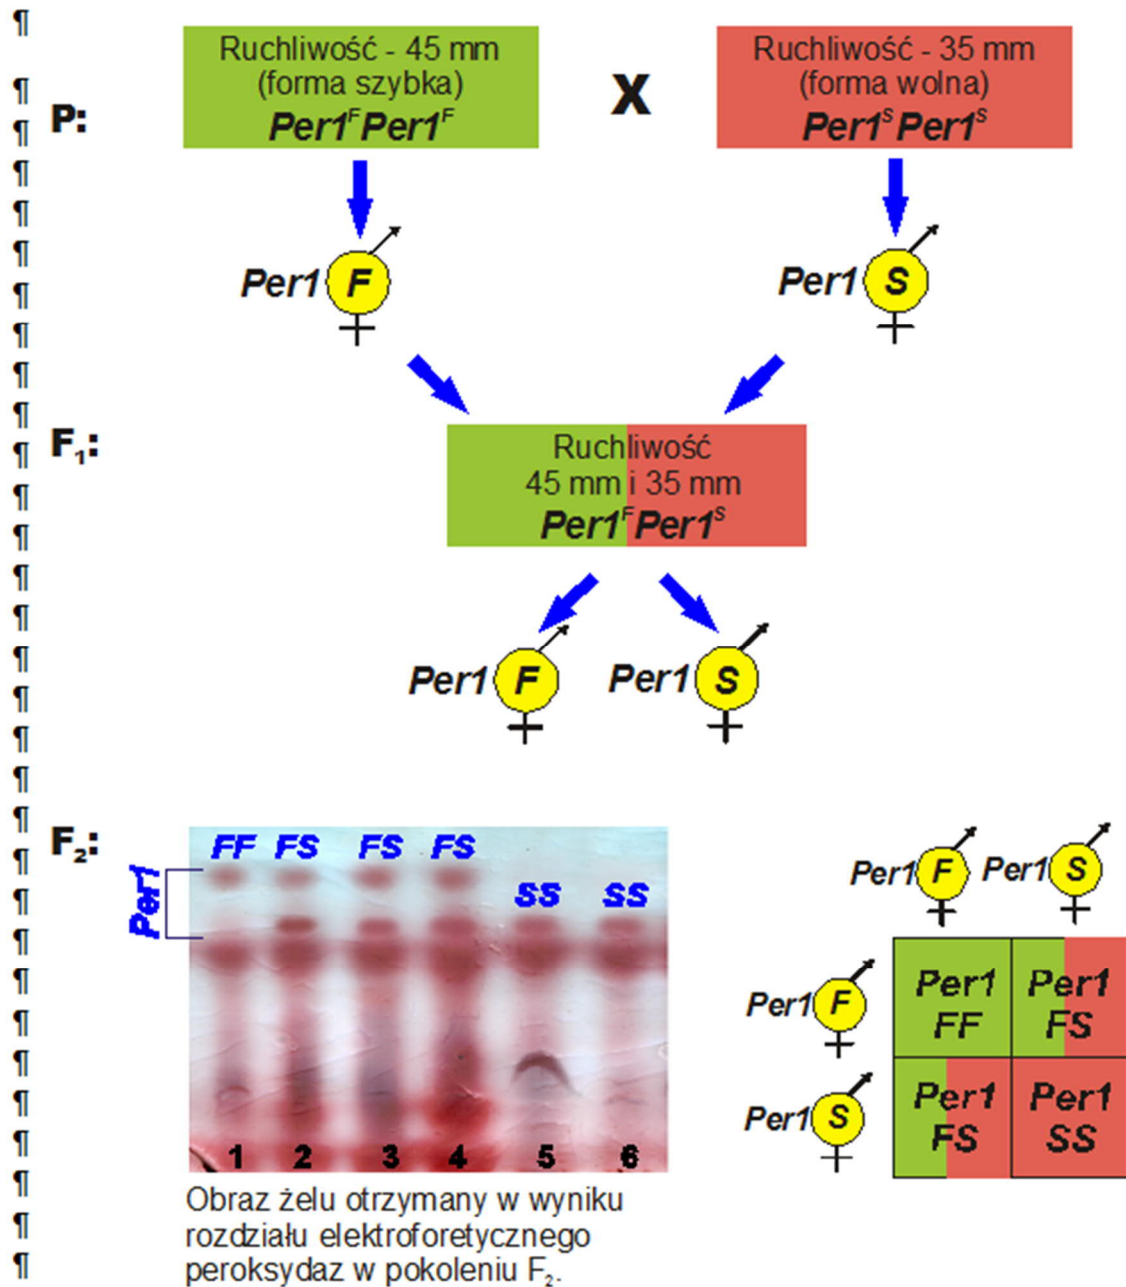 Ruchliwość - 45 mm
(forma szybka)
Per1ᶠPer1ᶠ
X
Ruchliwość - 35 mm
(forma wolna)
Per1ˢPer1ˢ
P:
Per1 F
Per1 S
F₁:
Ruchliwość
45 mm i 35 mm
Per1ᶠPer1ˢ
Per1 F
Per1 S
F₂:
Per1
FF FS FS FS SS SS
1 2 3 4 5 6
Obraz żelu otrzymany w wyniku
rozdziału elektroforetycznego
peroksydaz w pokoleniu F₂.
Per1 F Per1 S
Per1 F
Per1
FF
Per1
FS
Per1 S
Per1
FS
Per1
SS